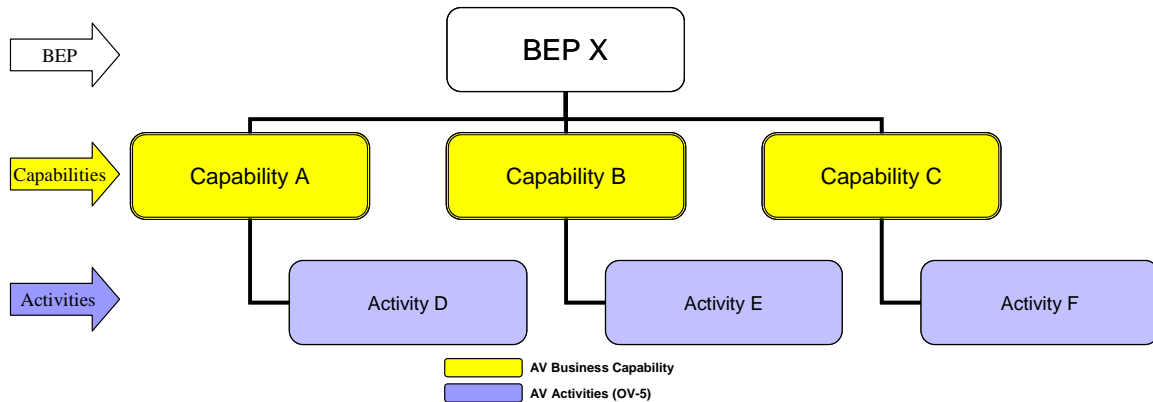 BEP
BEP X
Capabilities
Capability A
Capability B
Capability C
Activities
Activity D
Activity E
Activity F
AV Business Capability
AV Activities (OV-5)